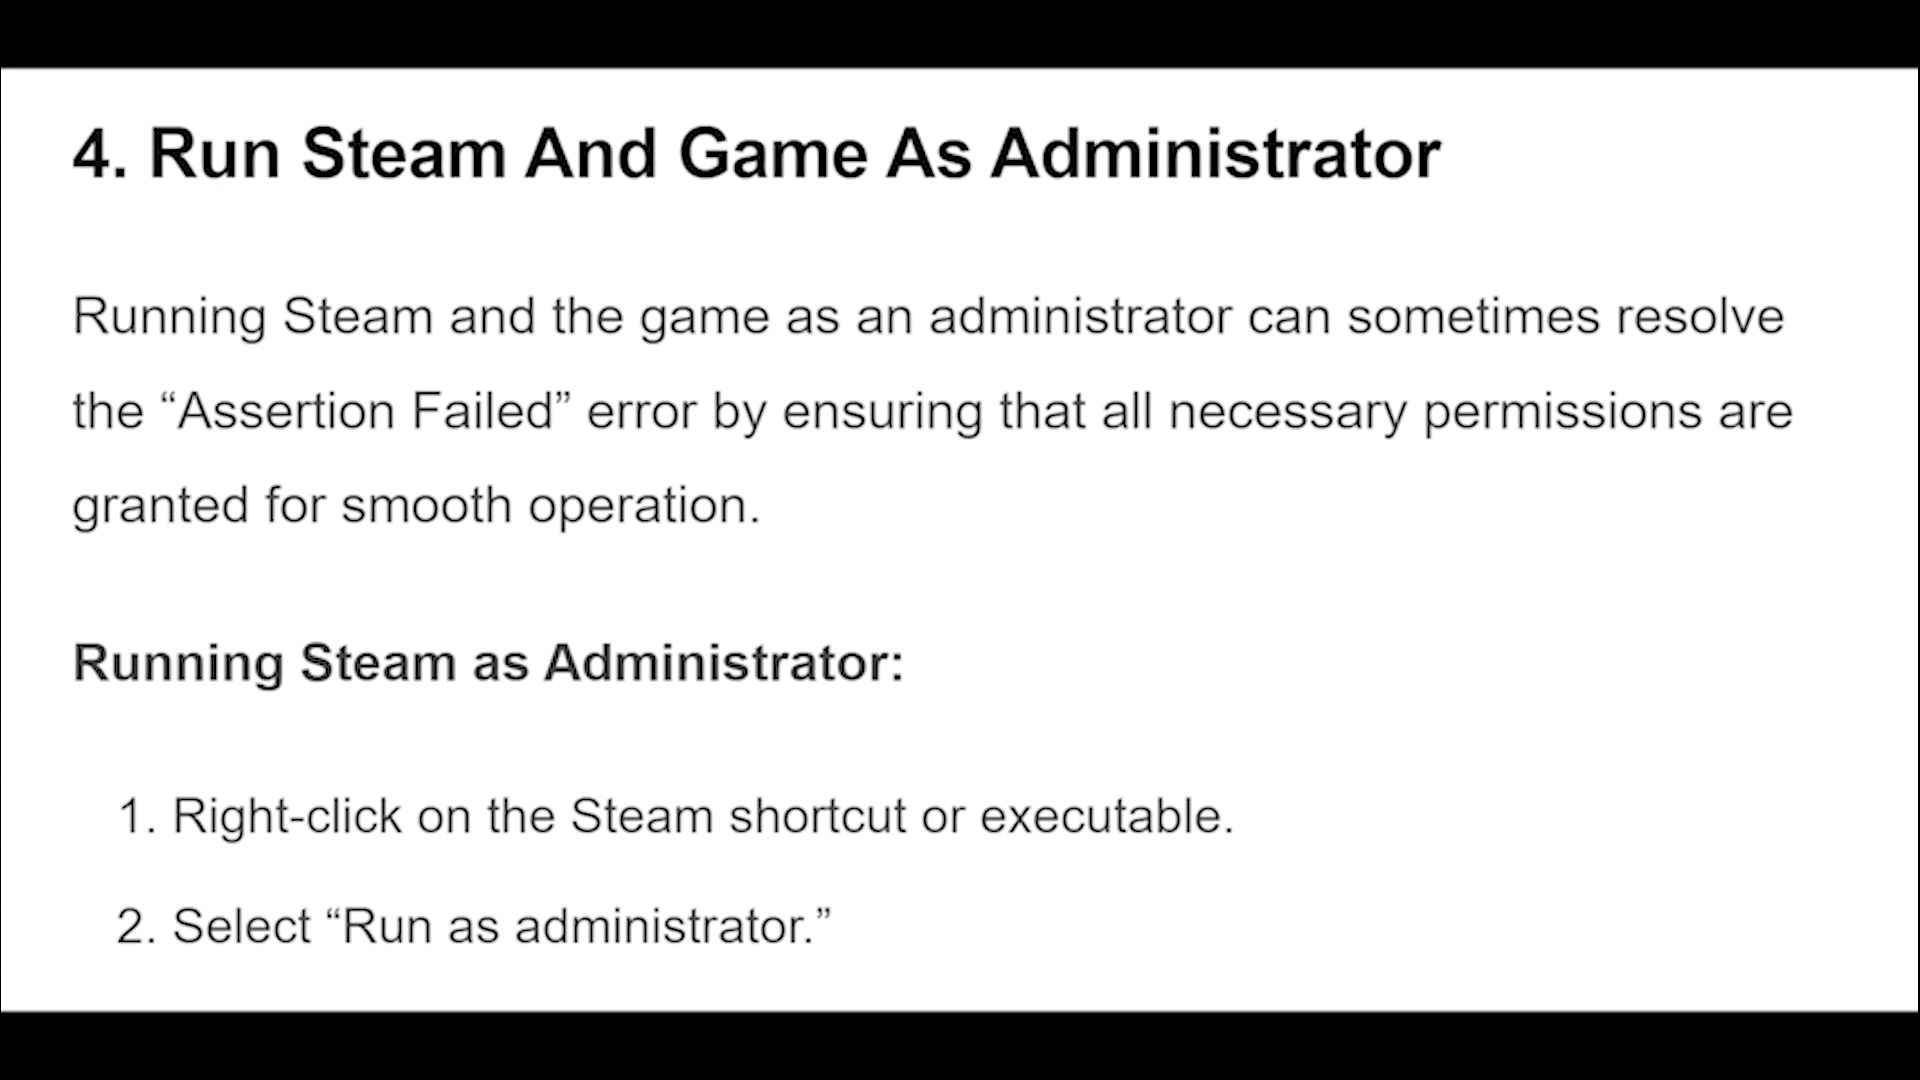 4. Run Steam And Game As Administrator
Running Steam and the game as an administrator can sometimes resolve
the “Assertion Failed” error by ensuring that all necessary permissions are
granted for smooth operation.
Running Steam as Administrator:
1. Right-click on the Steam shortcut or executable.
2. Select “Run as administrator.”